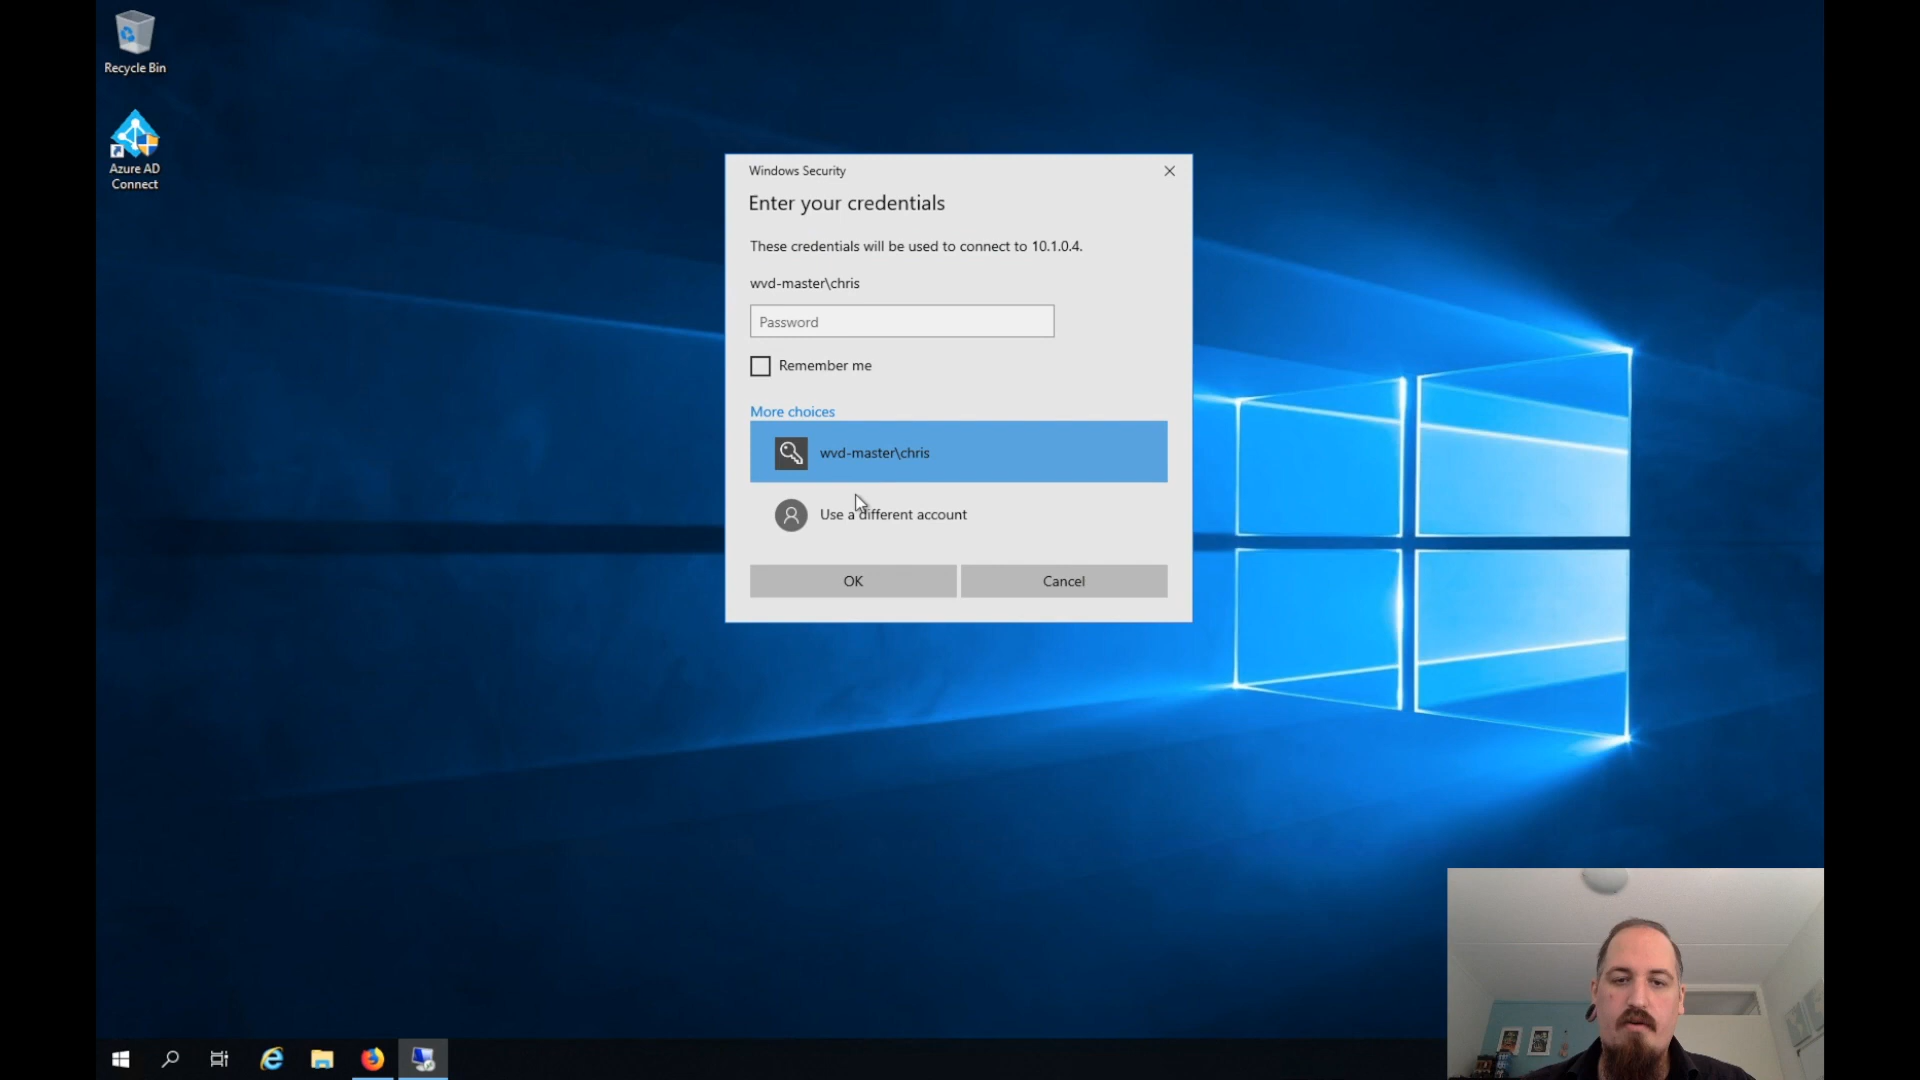 Recycle Bin
Azure AD
Connect
Windows Security
Enter your credentials
These credentials will be used to connect to 10.1.0.4.
wvd-master\chris
Password
Remember me
More choices
wvd-master\chris
Use a different account
OK
Cancel